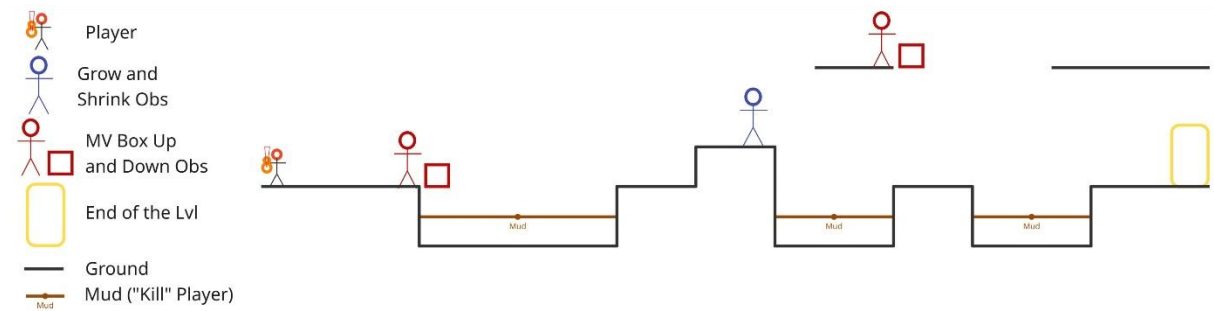 Player
Grow and
Shrink Obs
MV Box Up
and Down Obs
End of the Lvl
Ground
Mud ("Kill" Player)
Mud
Mud
Mud
Mud